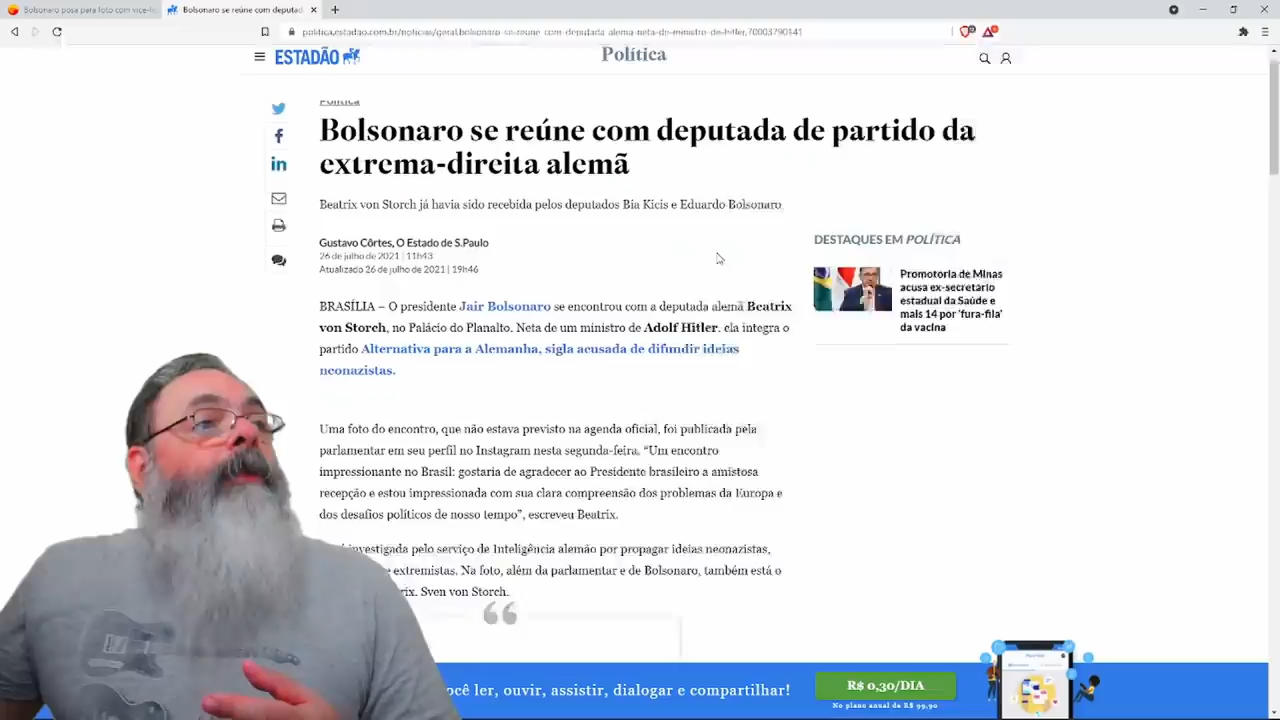 Bolsonaro posa para foto com vice-líd
Bolsonaro se reúne com deputad
politica.estadao.com.br/noticias/geral,bolsonaro-se-reune-com-deputada-alema-neta-de-ministro-de-hitler,70003790141
ESTADÃO
Política
Política
Bolsonaro se reúne com deputada de partido da
extrema-direita alemã
Beatrix von Storch já havia sido recebida pelos deputados Bia Kicis e Eduardo Bolsonaro
Gustavo Côrtes, O Estado de S.Paulo
26 de julho de 2021 | 11h43
Atualizado 26 de julho de 2021 | 19h46
BRASÍLIA – O presidente Jair Bolsonaro se encontrou com a deputada alemã Beatrix
von Storch, no Palácio do Planalto. Neta de um ministro de Adolf Hitler, ela integra o
partido Alternativa para a Alemanha, sigla acusada de difundir ideias
neonazistas.
Uma foto do encontro, que não estava previsto na agenda oficial, foi publicada pela
parlamentar em seu perfil no Instagram nesta segunda-feira. “Um encontro
impressionante no Brasil: gostaria de agradecer ao Presidente brasileiro a amistosa
recepção e estou impressionada com sua clara compreensão dos problemas da Europa e
dos desafios políticos de nosso tempo”, escreveu Beatrix.
investigada pelo serviço de Inteligência alemão por propagar ideias neonazistas,
e extremistas. Na foto, além da parlamentar e de Bolsonaro, também está o
rix, Sven von Storch.
“
DESTAQUES EM POLÍTICA
Promotoria de Minas
acusa ex-secretário
estadual da Saúde e
mais 14 por 'fura-fila'
da vacina
ocê ler, ouvir, assistir, dialogar e compartilhar!
R$ 0,30/DIA
No plano anual de R$ 99,90